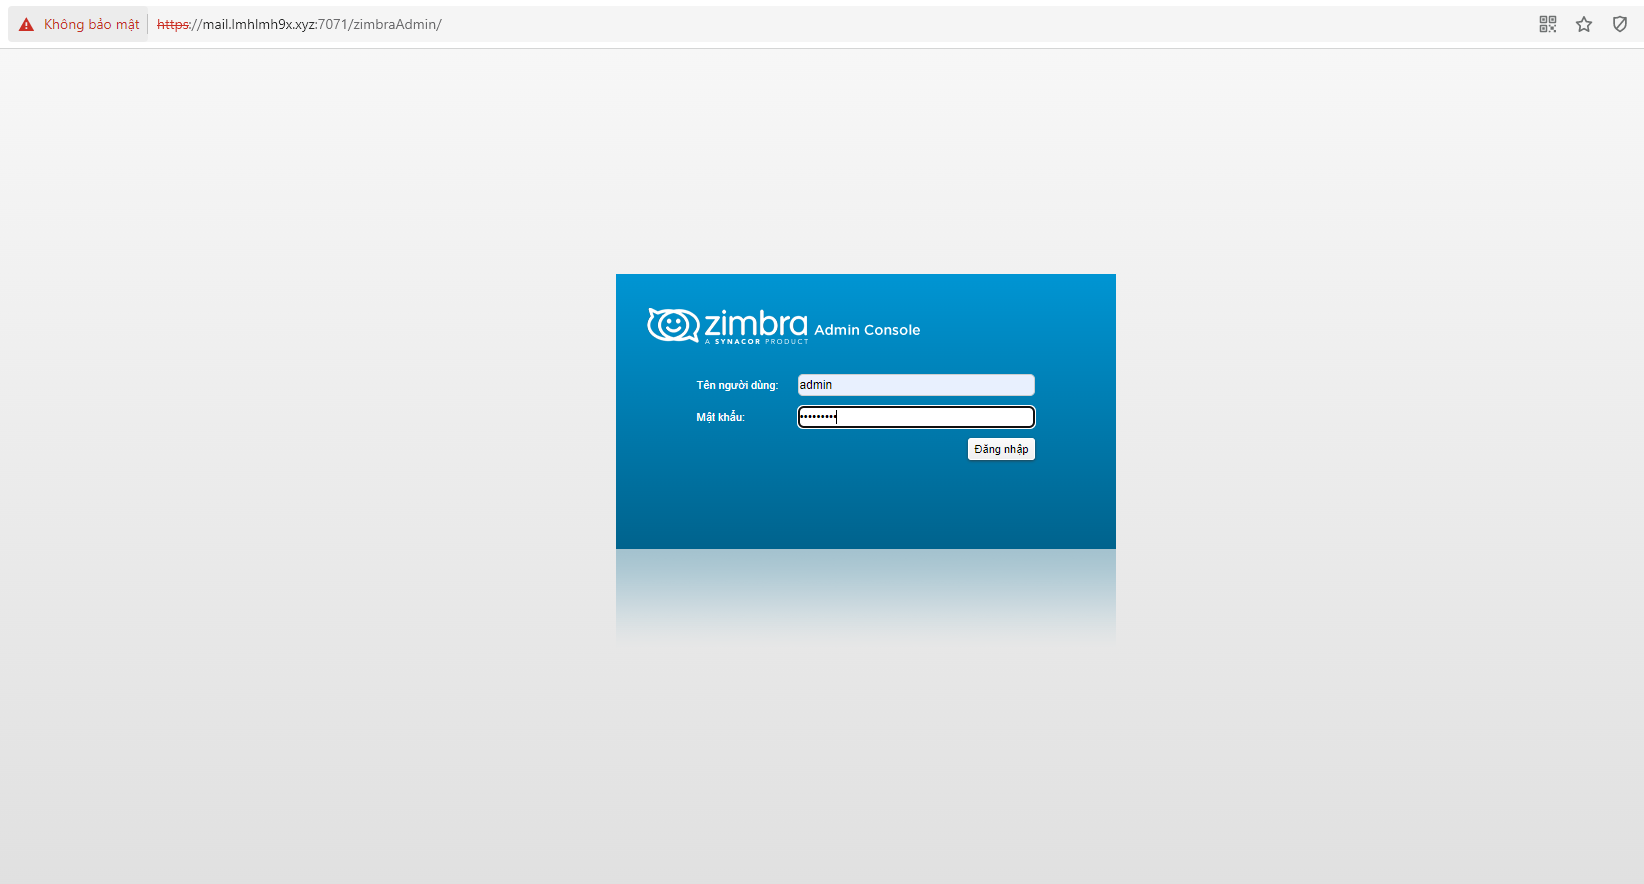 Không bảo mật https://mail.lmhlmh9x.xyz:7071/zimbraAdmin/
zimbra Admin Console
A SYNACOR PRODUCT
Tên người dùng: admin
Mật khẩu: •••••••••
Đăng nhập